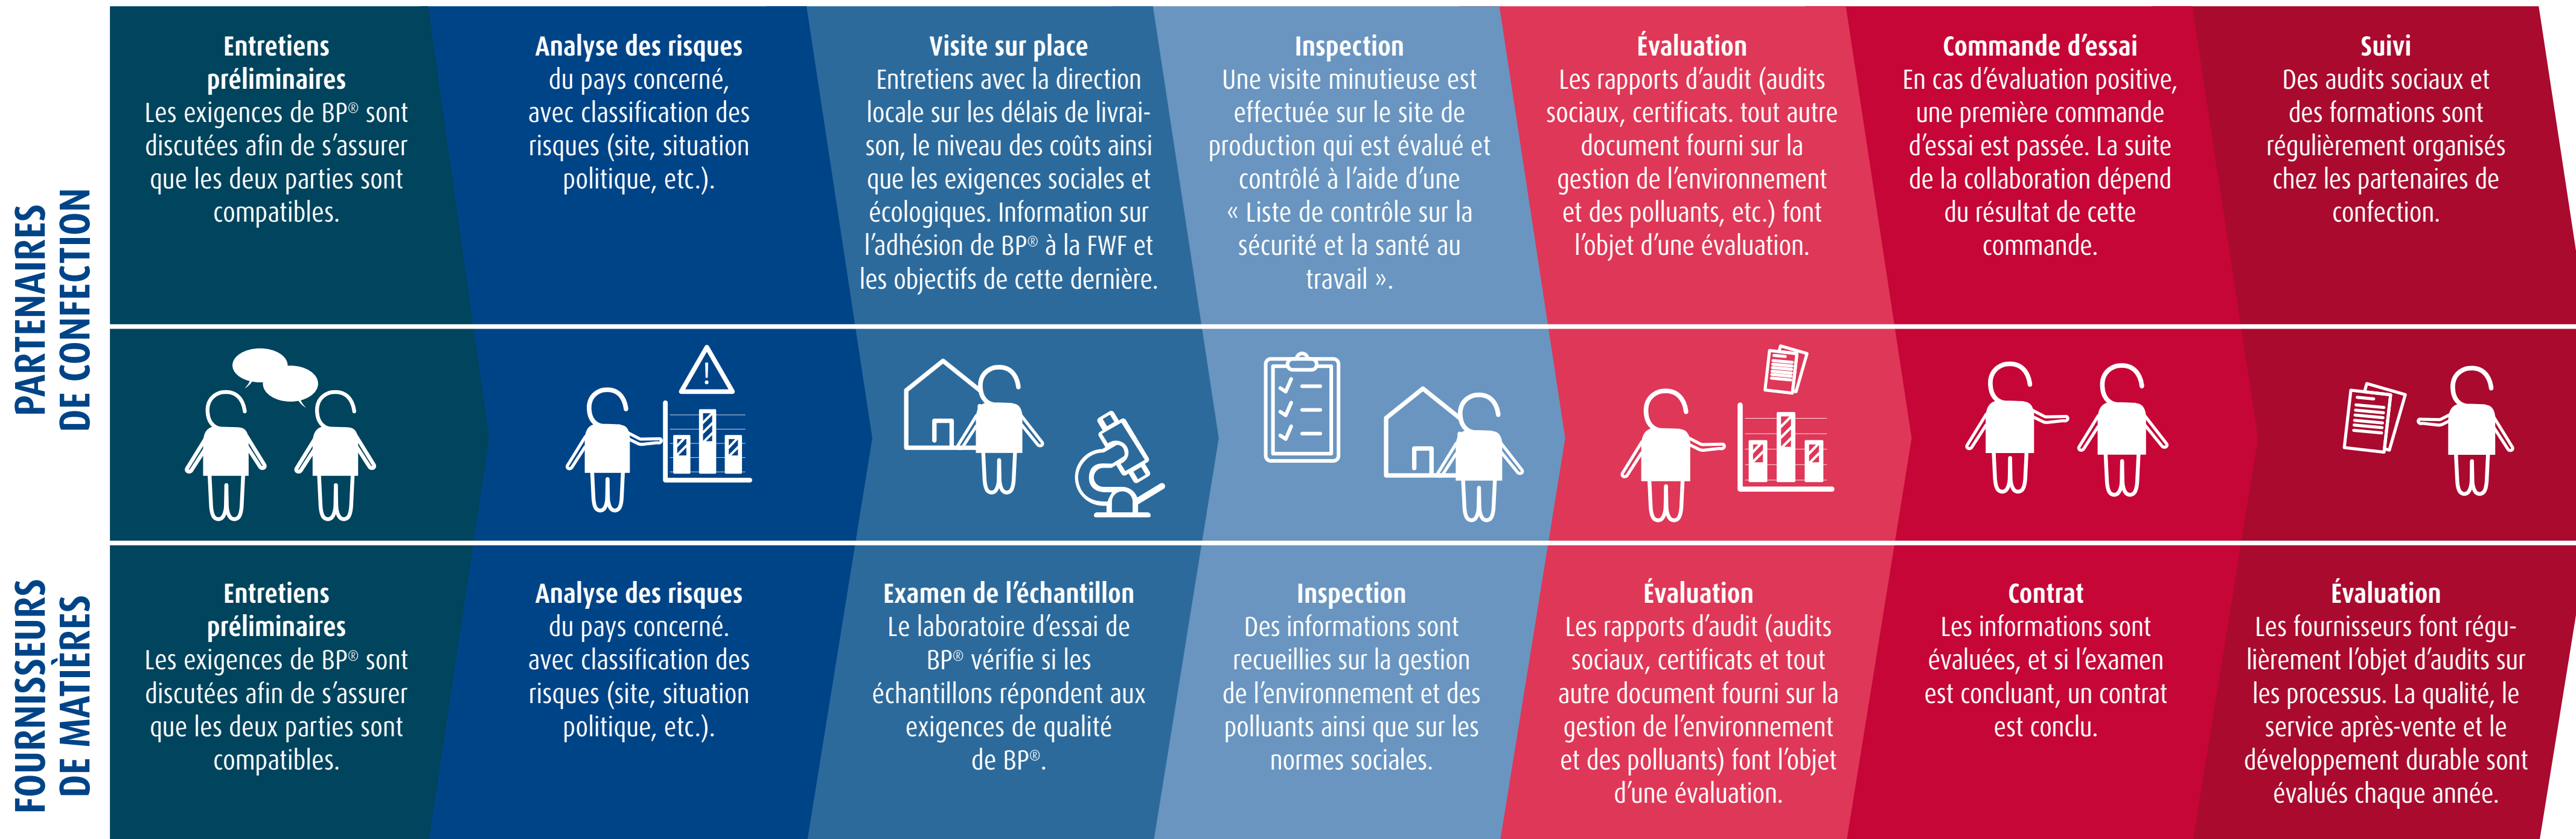 PARTENAIRES
DE CONFECTION
Entretiens
préliminaires
Les exigences de BP® sont
discutées afin de s'assurer
que les deux parties sont
compatibles.
Analyse des risques
du pays concerné,
avec classification des
risques (site, situation
politique, etc.).
Visite sur place
Entretiens avec la direction
locale sur les délais de livrai-
son, le niveau des coûts ainsi
que les exigences sociales et
écologiques. Information sur
l'adhésion de BP® à la FWF et
les objectifs de cette dernière.
Inspection
Une visite minutieuse est
effectuée sur le site de
production qui est évalué et
contrôlé à l'aide d'une
« Liste de contrôle sur la
sécurité et la santé au
travail ».
Évaluation
Les rapports d'audit (audits
sociaux, certificats. tout autre
document fourni sur la
gestion de l'environnement
et des polluants, etc.) font
l'objet d'une évaluation.
Commande d'essai
En cas d'évaluation positive,
une première commande
d'essai est passée. La suite
de la collaboration dépend
du résultat de cette
commande.
Suivi
Des audits sociaux et
des formations sont
régulièrement organisés
chez les partenaires de
confection.
!
FOURNISSEURS
DE MATIÈRES
Entretiens
préliminaires
Les exigences de BP® sont
discutées afin de s'assurer
que les deux parties sont
compatibles.
Analyse des risques
du pays concerné.
avec classification des
risques (site, situation
politique, etc.).
Examen de l'échantillon
Le laboratoire d'essai de
BP® vérifie si les
échantillons répondent aux
exigences de qualité
de BP®.
Inspection
Des informations sont
recueillies sur la gestion
de l'environnement et des
polluants ainsi que sur les
normes sociales.
Évaluation
Les rapports d'audit (audits
sociaux, certificats et tout
autre document fourni sur la
gestion de l'environnement
et des polluants) font l'objet
d'une évaluation.
Contrat
Les informations sont
évaluées, et si l'examen
est concluant, un contrat
est conclu.
Évaluation
Les fournisseurs font régu-
lièrement l'objet d'audits sur
les processus. La qualité, le
service après-vente et le
développement durable sont
évalués chaque année.